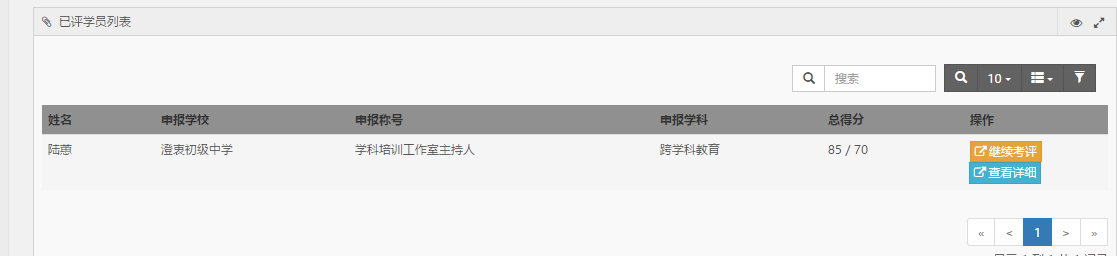 已评学员列表
搜索
10
姓名 申报学校 申报称号 申报学科 总得分 操作
陆蒽 澄衷初级中学 学科培训工作室主持人 跨学科教育 85 / 70 继续考评
查看详细
« < 1 > »